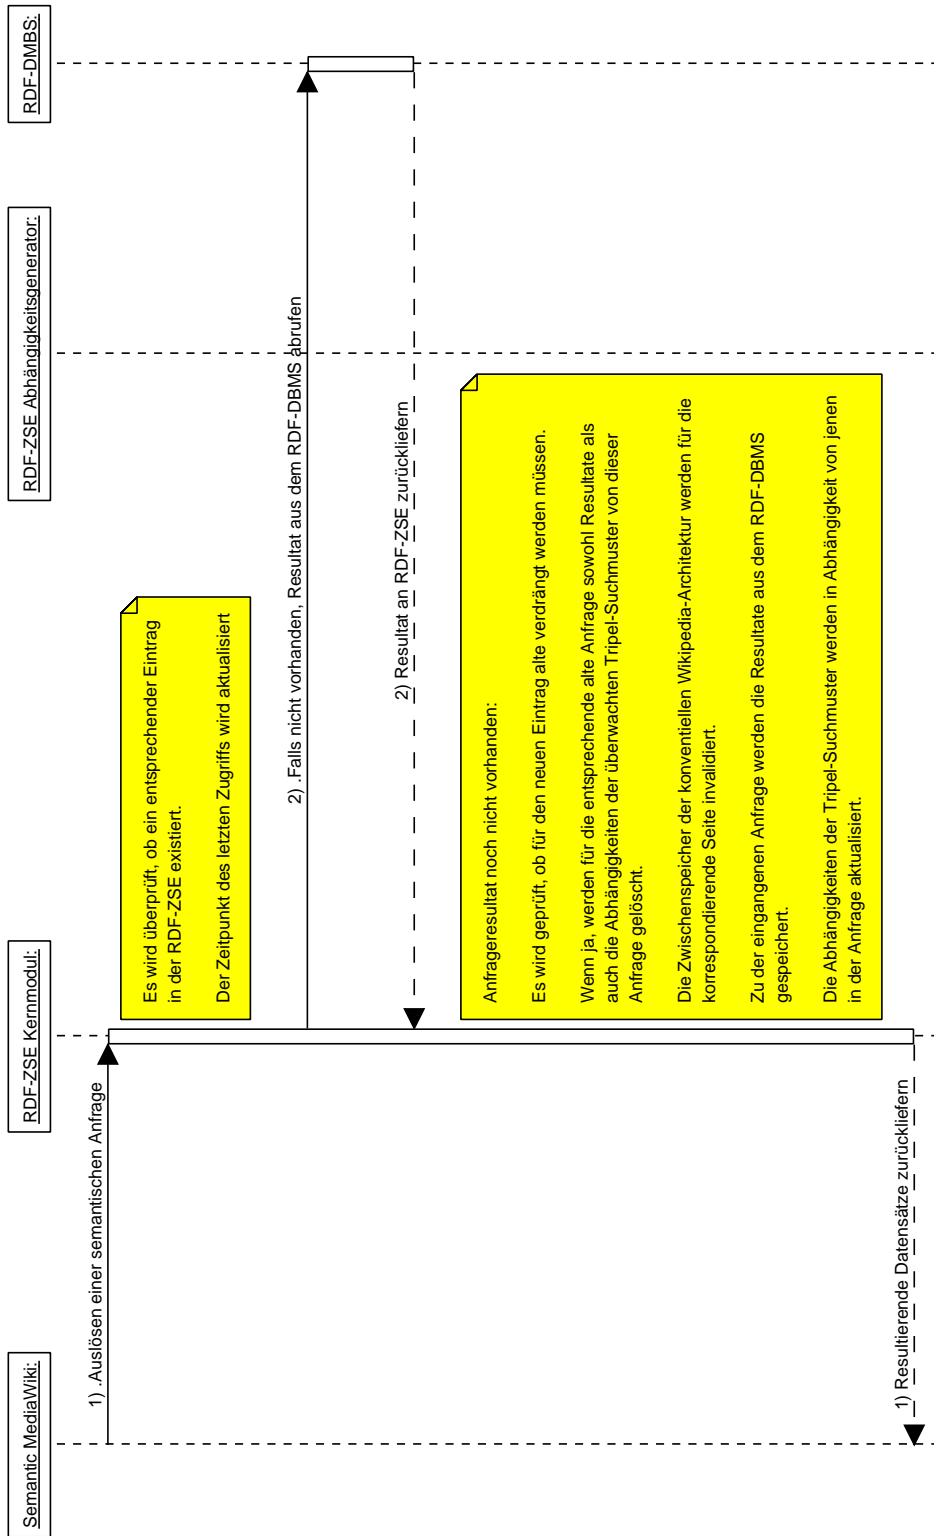 Semantic MediaWiki:
RDF-ZSE Kernmodul:
RDF-ZSE Abhängigkeitsgenerator:
RDF-DMBS:
1) .Auslösen einer semantischen Anfrage
Es wird überprüft, ob ein entsprechender Eintrag
in der RDF-ZSE existiert.
Der Zeitpunkt des letzten Zugriffs wird aktualisiert
2) .Falls nicht vorhanden, Resultat aus dem RDF-DBMS abrufen
2) Resultat an RDF-ZSE zurückliefern
Anfrageresultat noch nicht vorhanden:
Es wird geprüft, ob für den neuen Eintrag alte verdrängt werden müssen.
Wenn ja, werden für die entsprechende alte Anfrage sowohl Resultate als
auch die Abhängigkeiten der überwachten Tripel-Suchmuster von dieser
Anfrage gelöscht.
Die Zwischenspeicher der konventiellen Wikipedia-Architektur werden für die
korrespondierende Seite invalidiert.
Zu der eingangenen Anfrage werden die Resultate aus dem RDF-DBMS
gespeichert.
Die Abhängigkeiten der Tripel-Suchmuster werden in Abhängigkeit von jenen
in der Anfrage aktualisiert.
1) Resultierende Datensätze zurückliefern